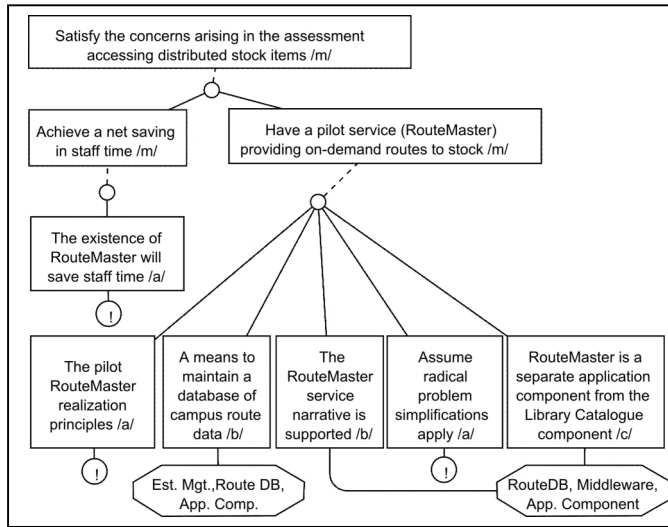 Satisfy the concerns arising in the assessment
accessing distributed stock items /m/
Achieve a net saving
in staff time /m/
Have a pilot service (RouteMaster)
providing on-demand routes to stock /m/
The existence of
RouteMaster will
save staff time /a/
!
The pilot
RouteMaster
realization
principles /a/
A means to
maintain a
database of
campus route
data /b/
The
RouteMaster
service
narrative is
supported /b/
Assume
radical
problem
simplifications
apply /a/
RouteMaster is a
separate application
component from the
Library Catalogue
component /c/
!
Est. Mgt.,Route DB,
App. Comp.
!
RouteDB, Middleware,
App. Component